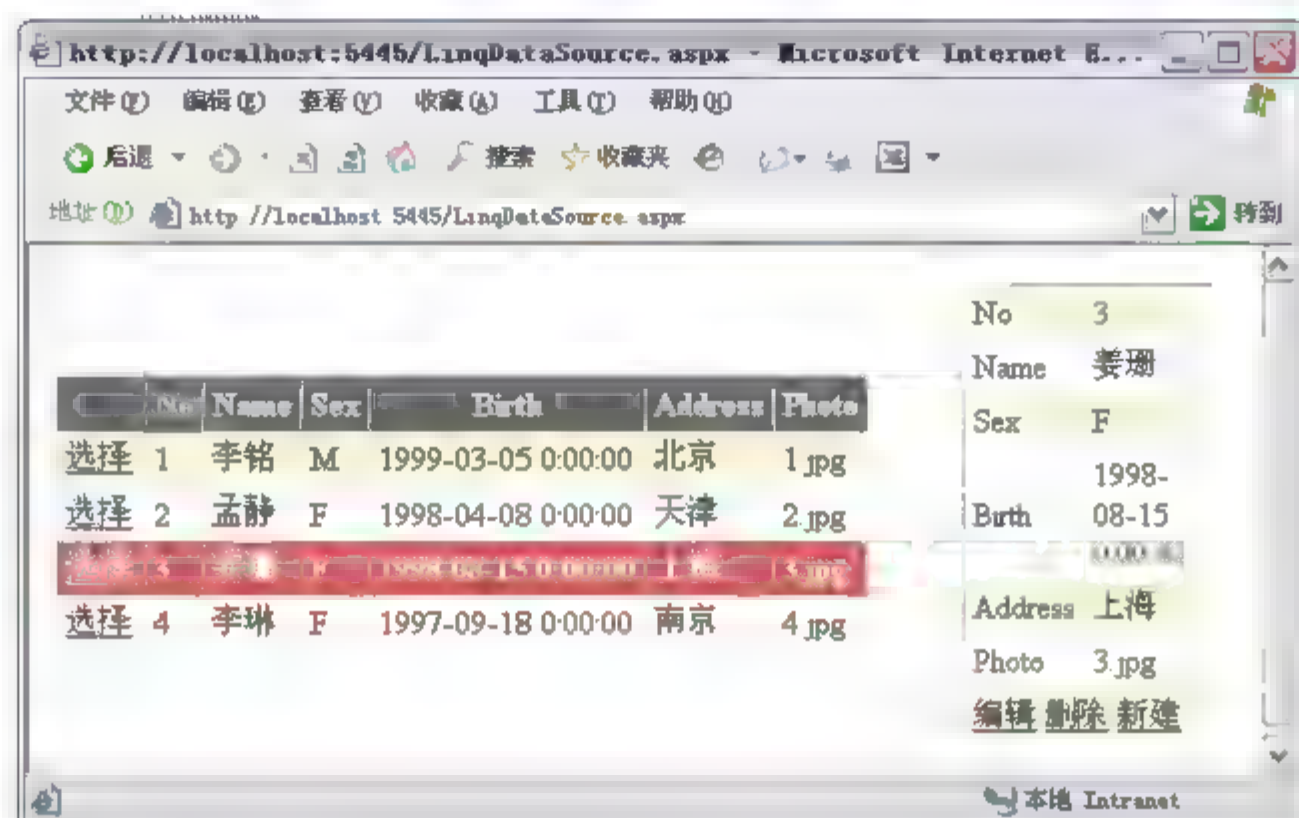 http://localhost:5445/LinqDataSource.aspx - Microsoft Internet E...
文件(F) 编辑(E) 查看(V) 收藏(A) 工具(T) 帮助(H)
后退 搜索 收藏夹
地址(D) http://localhost 5445/LinqDataSource.aspx 转到
No Name Sex Birth Address Photo
选择 1 李铭 M 1999-03-05 0:00:00 北京 1.jpg
选择 2 孟静 F 1998-04-08 0:00:00 天津 2.jpg
3.jpg
选择 4 李琳 F 1997-09-18 0:00:00 南京 4.jpg
No 3
Name 姜珊
Sex F
Birth 1998-
08-15
Address 上海
Photo 3.jpg
编辑 删除 新建
本地 Intranet